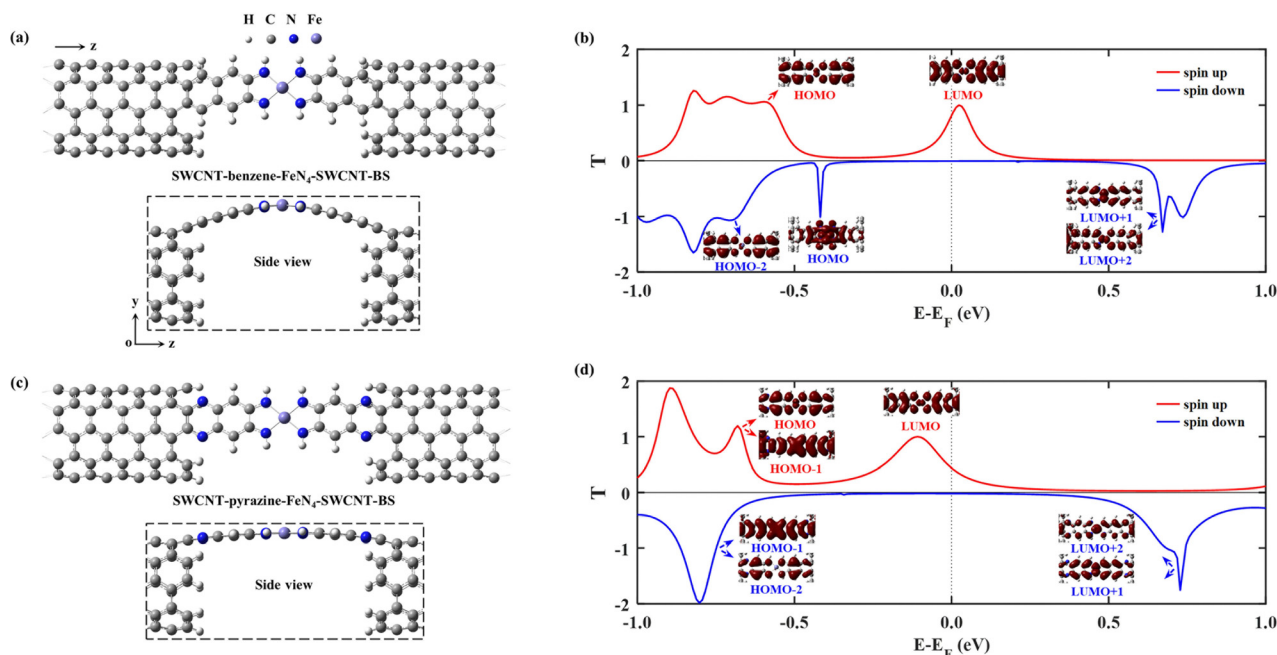 (a)
H C N Fe
z
SWCNT-benzene-FeN4-SWCNT-BS
Side view
y
o
z
(b)
2
1
0
-1
-2
T
HOMO
LUMO
spin up
spin down
HOMO-2
HOMO
LUMO+1
LUMO+2
-1.0 -0.5 0.0 0.5 1.0
E-EF (eV)
(c)
SWCNT-pyrazine-FeN4-SWCNT-BS
Side view
(d)
2
1
0
-1
-2
T
HOMO
HOMO-1
LUMO
spin up
spin down
HOMO-1
HOMO-2
LUMO+2
LUMO+1
-1.0 -0.5 0.0 0.5 1.0
E-EF (eV)